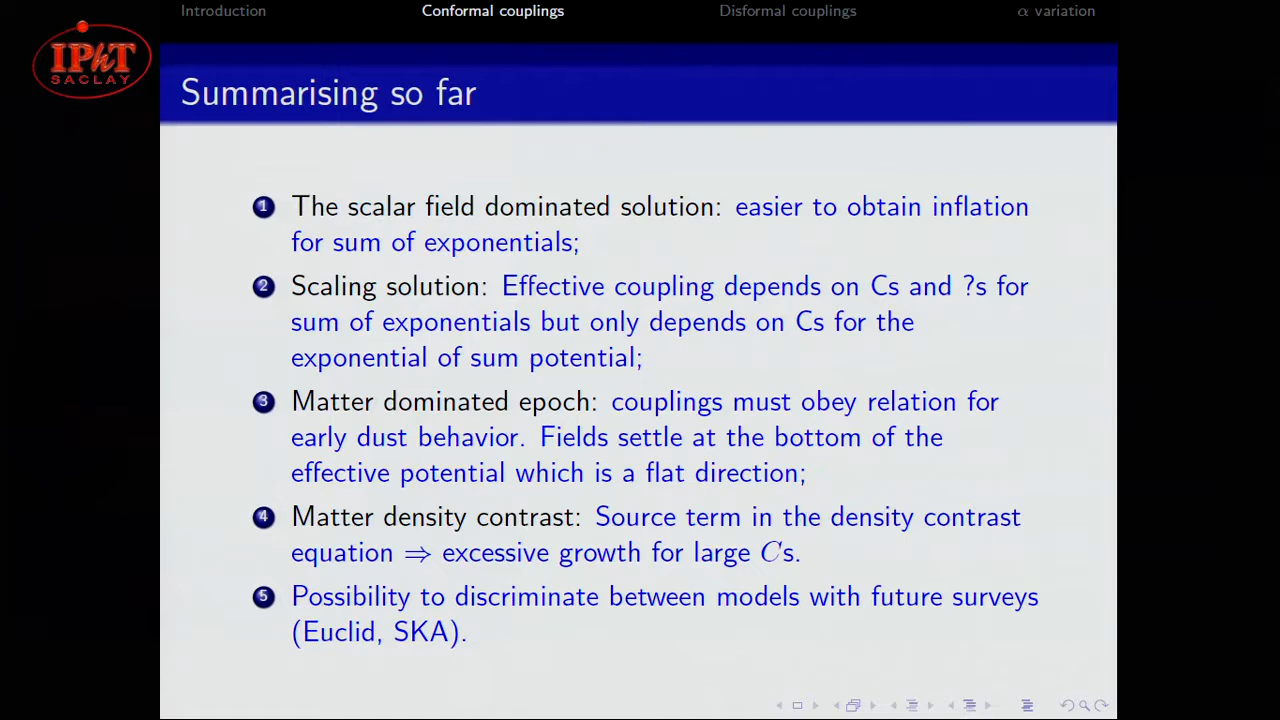 Introduction Conformal couplings Disformal couplings α variation
IPhT
SACLAY
Summarising so far
1 The scalar field dominated solution: easier to obtain inflation
for sum of exponentials;
2 Scaling solution: Effective coupling depends on Cs and ?s for
sum of exponentials but only depends on Cs for the
exponential of sum potential;
3 Matter dominated epoch: couplings must obey relation for
early dust behavior. Fields settle at the bottom of the
effective potential which is a flat direction;
4 Matter density contrast: Source term in the density contrast
equation ⇒ excessive growth for large Cs.
5 Possibility to discriminate between models with future surveys
(Euclid, SKA).